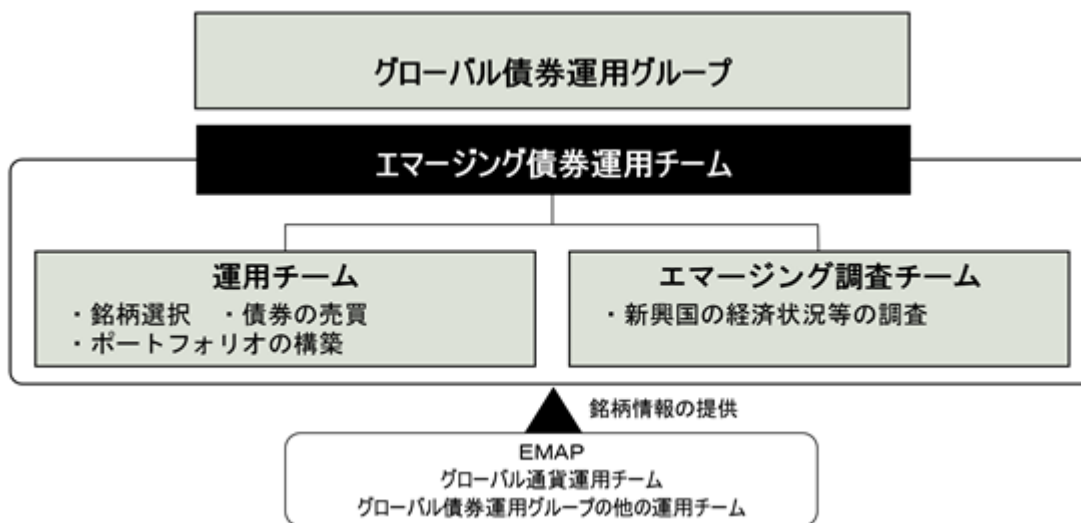 グローバル債券運用グループ
エマージング債券運用チーム
運用チーム
・銘柄選択　・債券の売買
・ポートフォリオの構築
エマージング調査チーム
・新興国の経済状況等の調査
銘柄情報の提供
EMAP
グローバル通貨運用チーム
グローバル債券運用グループの他の運用チーム